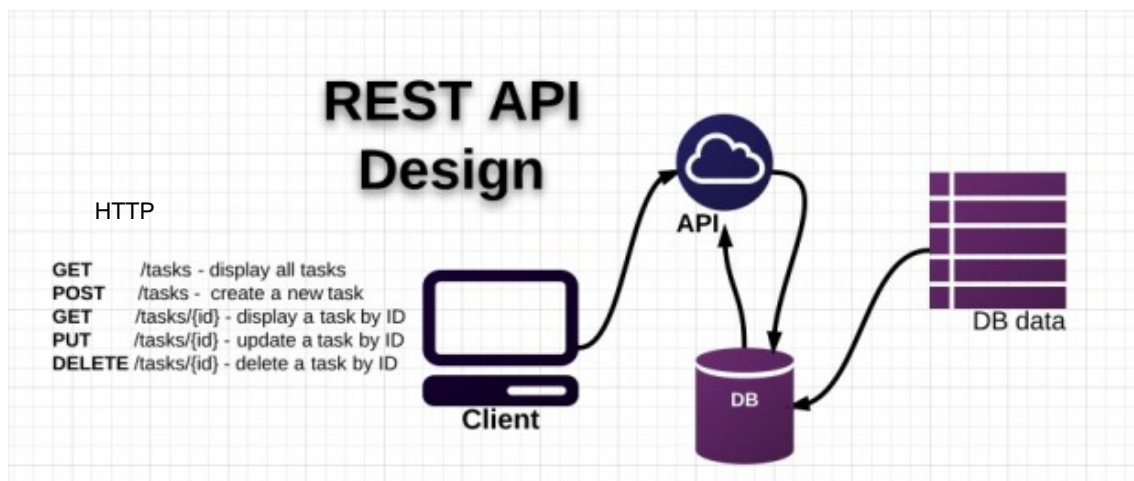 REST API
Design
HTTP
GET /tasks - display all tasks
POST /tasks - create a new task
GET /tasks/{id} - display a task by ID
PUT /tasks/{id} - update a task by ID
DELETE /tasks/{id} - delete a task by ID
Client
API
DB
DB data